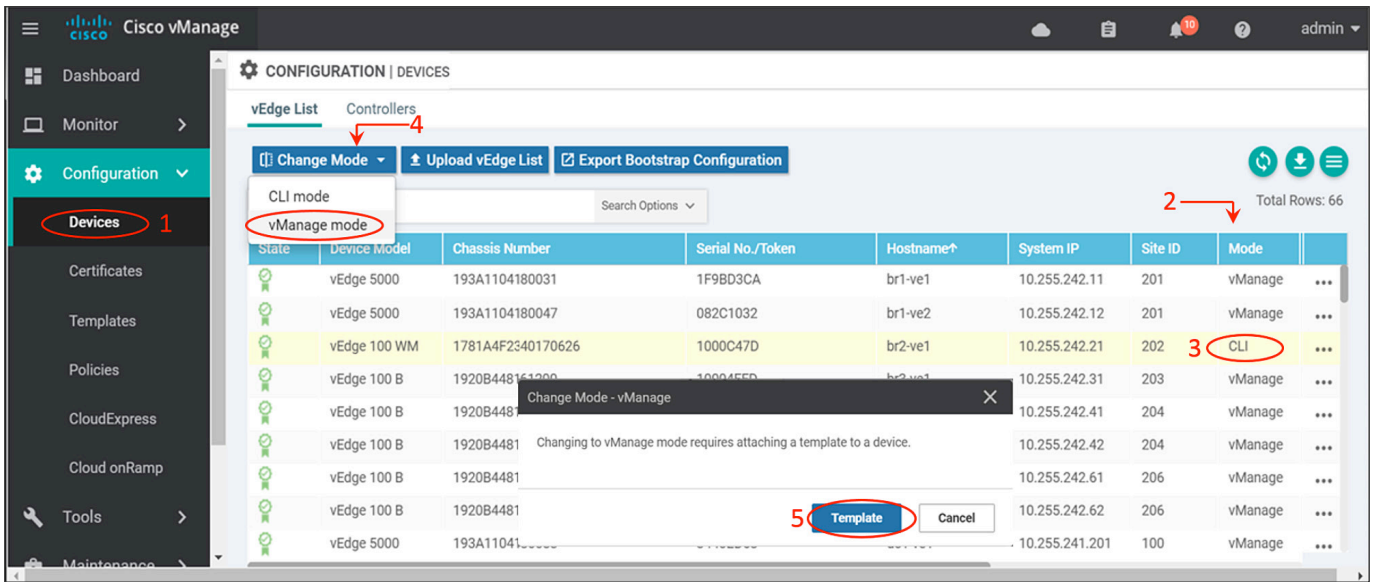 CISCO Cisco vManage
10
admin
Dashboard
Monitor
Configuration
Devices 1
Certificates
Templates
Policies
CloudExpress
Cloud onRamp
Tools
Maintenance
CONFIGURATION | DEVICES
vEdge List Controllers
4
Change Mode Upload vEdge List Export Bootstrap Configuration
CLI mode
vManage mode
Search Options
2
Total Rows: 66
State Device Model Chassis Number Serial No./Token Hostname↑ System IP Site ID Mode
vEdge 5000 193A1104180031 1F9BD3CA br1-ve1 10.255.242.11 201 vManage ...
vEdge 5000 193A1104180047 082C1032 br1-ve2 10.255.242.12 201 vManage ...
vEdge 100 WM 1781A4F2340170626 1000C47D br2-ve1 10.255.242.21 202 3 CLI ...
vEdge 100 B 10.255.242.31 203 vManage ...
vEdge 100 B 1920B4481 10.255.242.41 204 vManage ...
vEdge 100 B 1920B4481 10.255.242.42 204 vManage ...
vEdge 100 B 1920B4481 10.255.242.61 206 vManage ...
vEdge 100 B 1920B4481 10.255.242.62 206 vManage ...
vEdge 5000 10.255.241.201 100 vManage ...
Change Mode - vManage
Changing to vManage mode requires attaching a template to a device.
5 Template Cancel